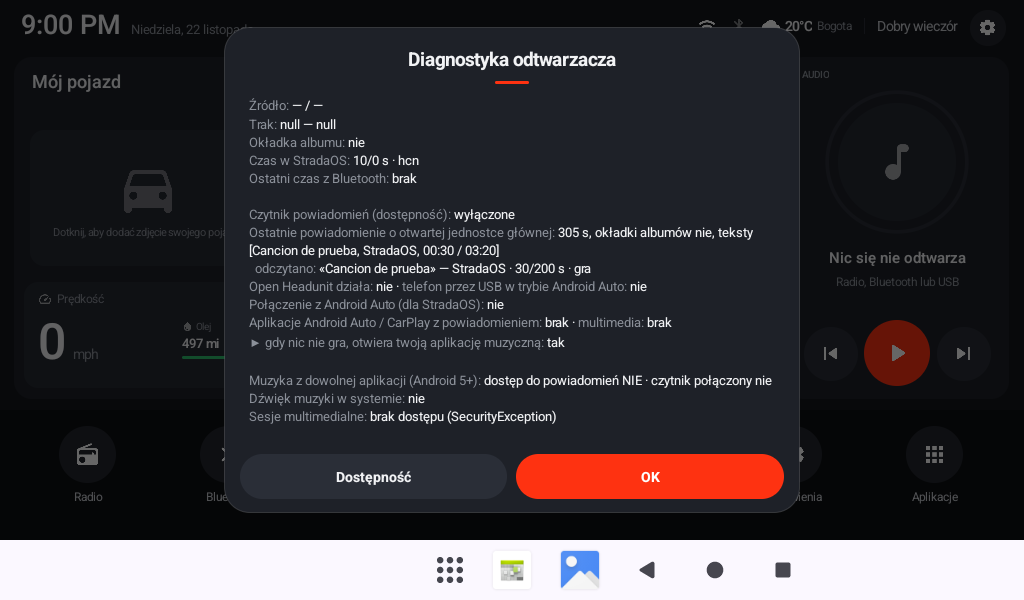 9:00 PM
Niedziela, 22 listopada
20°C Bogota
Dobry wieczór
Mój pojazd
Diagnostyka odtwarzacza
AUDIO
Źródło: — / —
Trak: null — null
Okładka albumu: nie
Czas w StradaOS: 10/0 s · hcn
Ostatni czas z Bluetooth: brak
Czytnik powiadomień (dostępność): wyłączone
Ostatnie powiadomienie o otwartej jednostce głównej: 305 s, okładki albumów nie, teksty
[Cancion de prueba, StradaOS, 00:30 / 03:20]
odczytano: «Cancion de prueba» — StradaOS · 30/200 s · gra
Open Headunit działa: nie · telefon przez USB w trybie Android Auto: nie
Połączenie z Android Auto (dla StradaOS): nie
Aplikacje Android Auto / CarPlay z powiadomieniem: brak · multimedia: brak
► gdy nic nie gra, otwiera twoją aplikację muzyczną: tak
Muzyka z dowolnej aplikacji (Android 5+): dostęp do powiadomień NIE · czytnik połączony nie
Dźwięk muzyki w systemie: nie
Sesje multimedialne: brak dostępu (SecurityException)
Dostępność
OK
Dotknij, aby dodać zdjęcie swojego poja
Prędkość
0 mph
Olej
497 mi
Nic się nie odtwarza
Radio, Bluetooth lub USB
Radio
Blue
ienia
Aplikacje